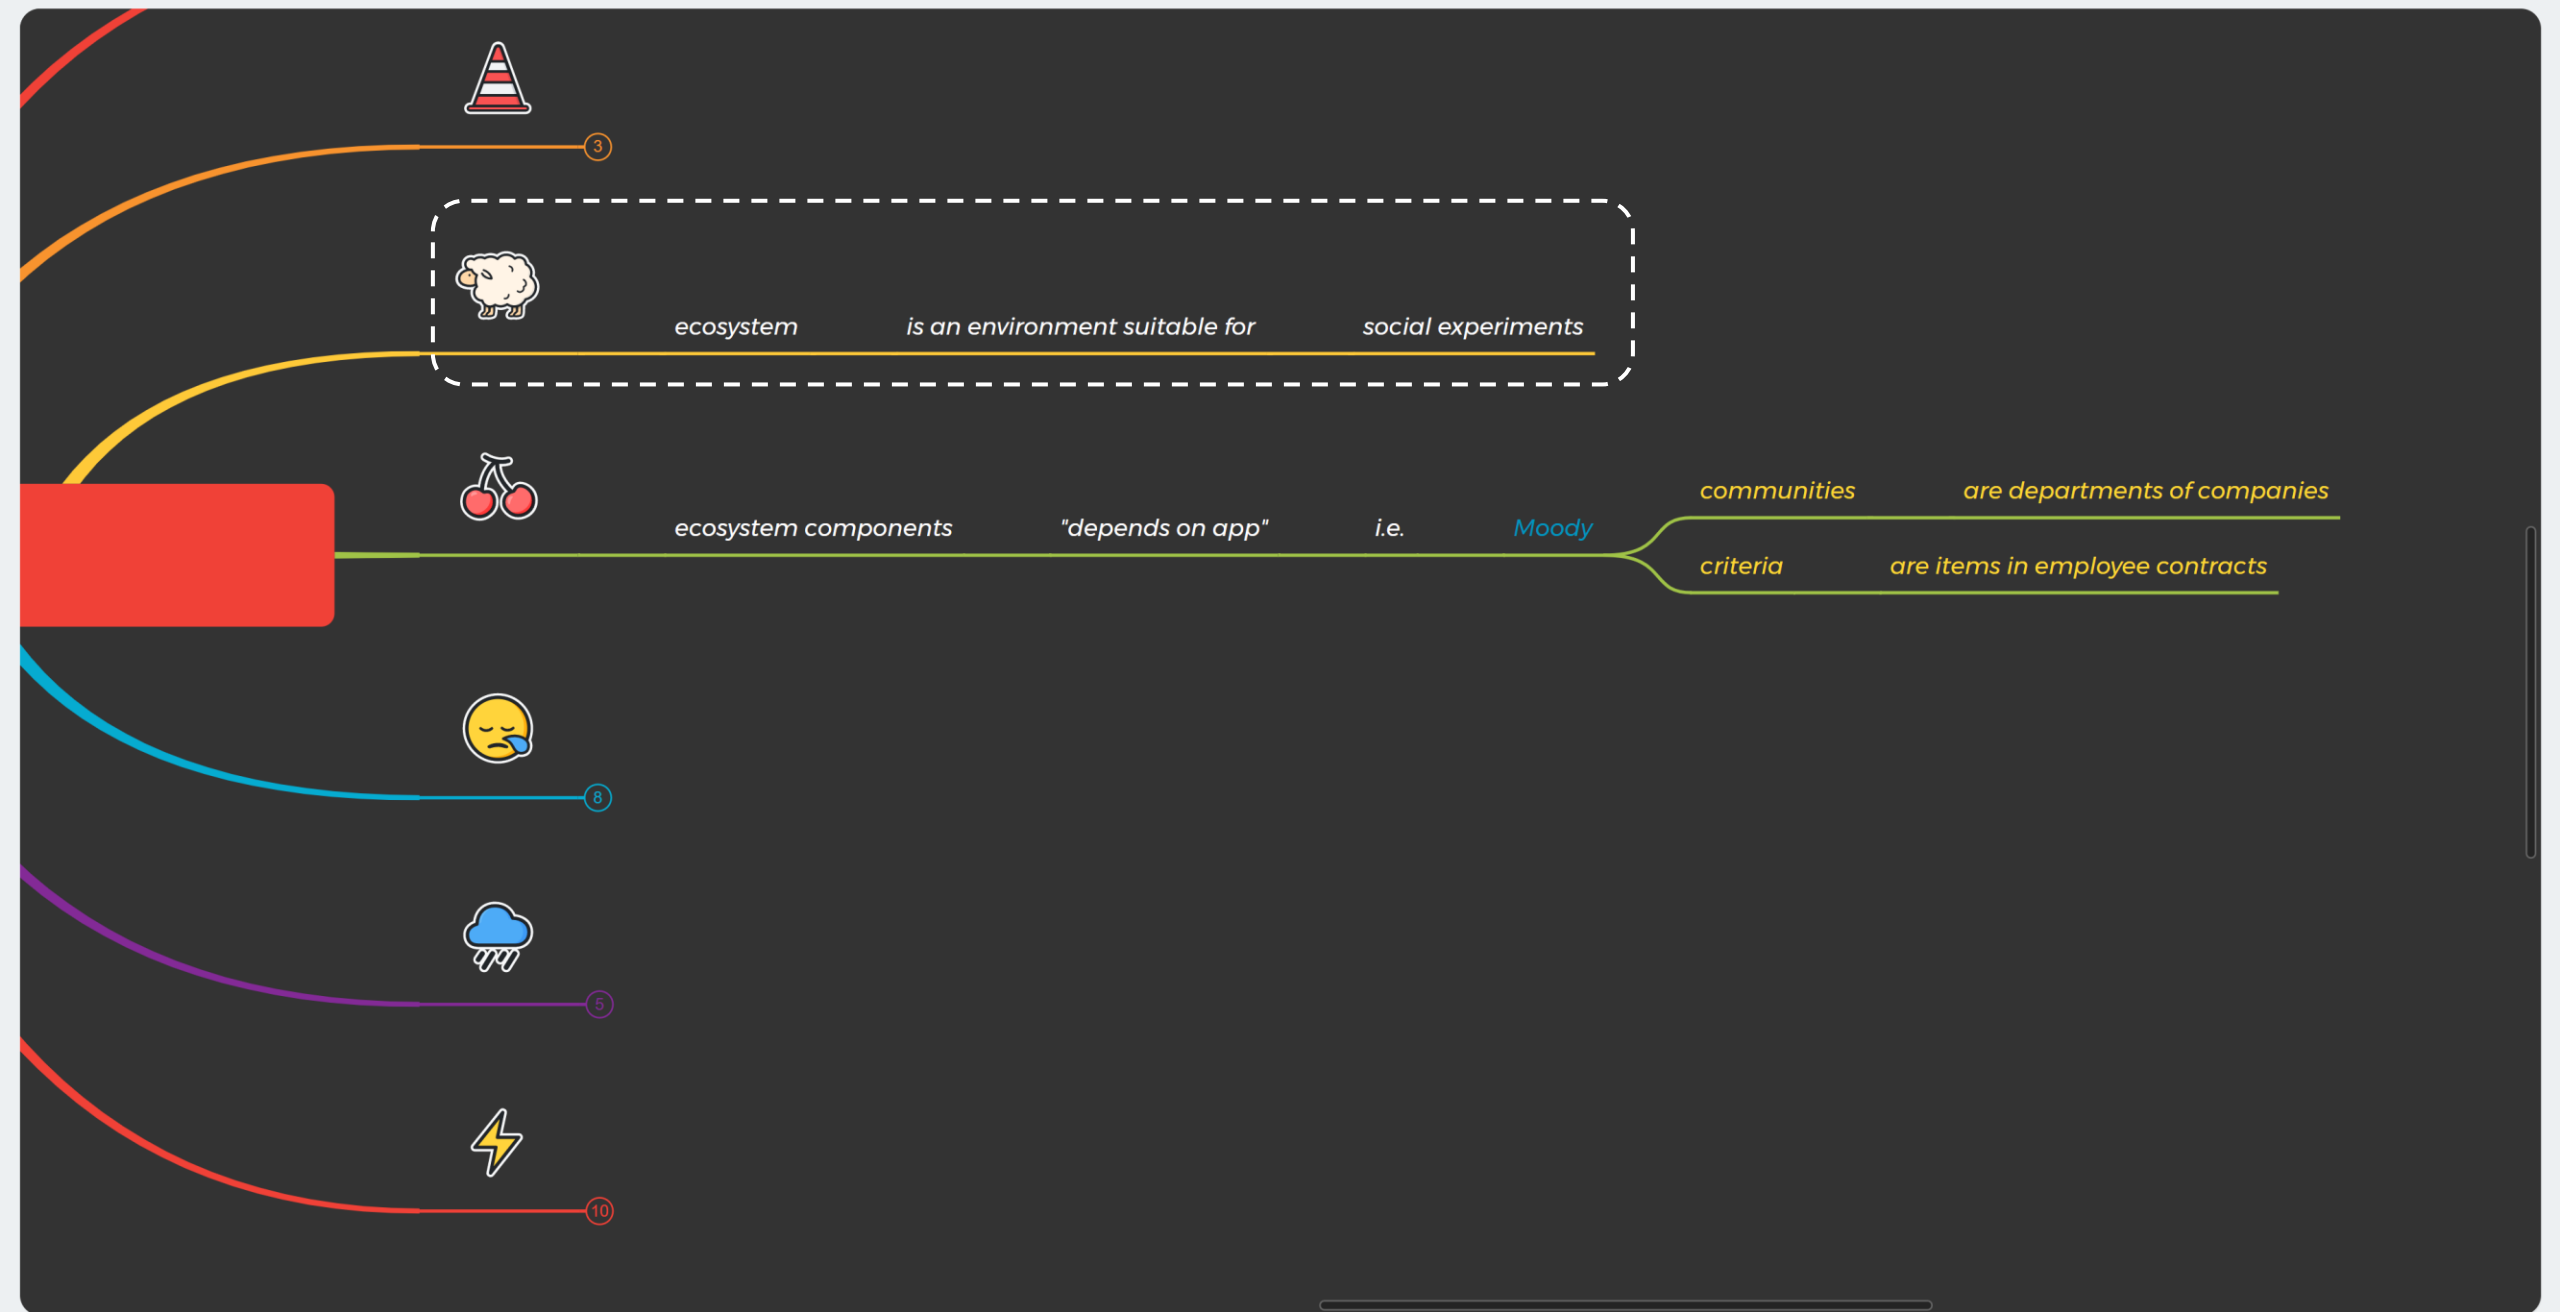 3
ecosystem is an environment suitable for social experiments
communities are departments of companies
ecosystem components "depends on app" i.e. Moody
criteria are items in employee contracts
8
5
10